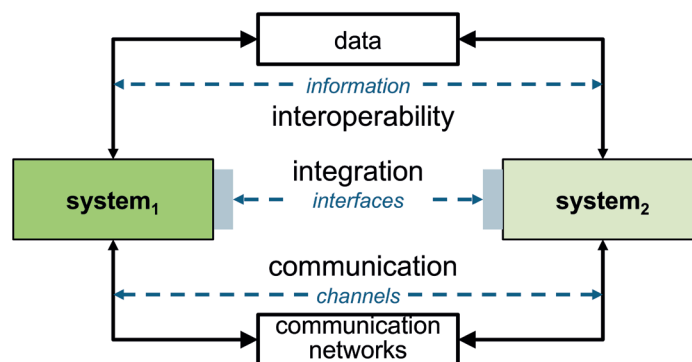 data
information
interoperability
integration
system₁
interfaces
system₂
communication
channels
communication
networks